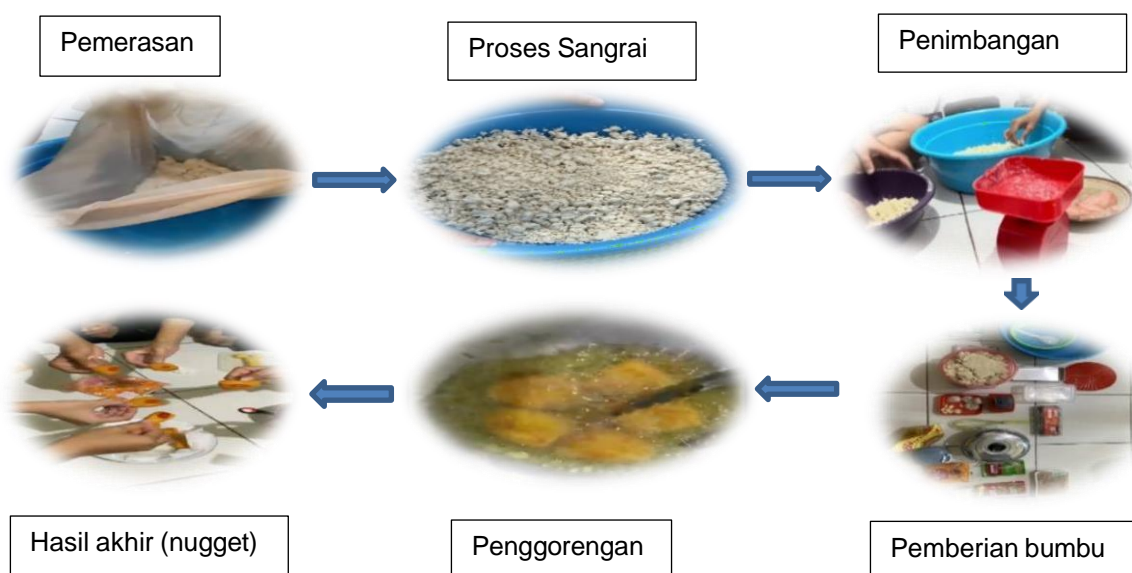 Pemerasan
Proses Sangrai
Penimbangan
Pemberian bumbu
Penggorengan
Hasil akhir (nugget)